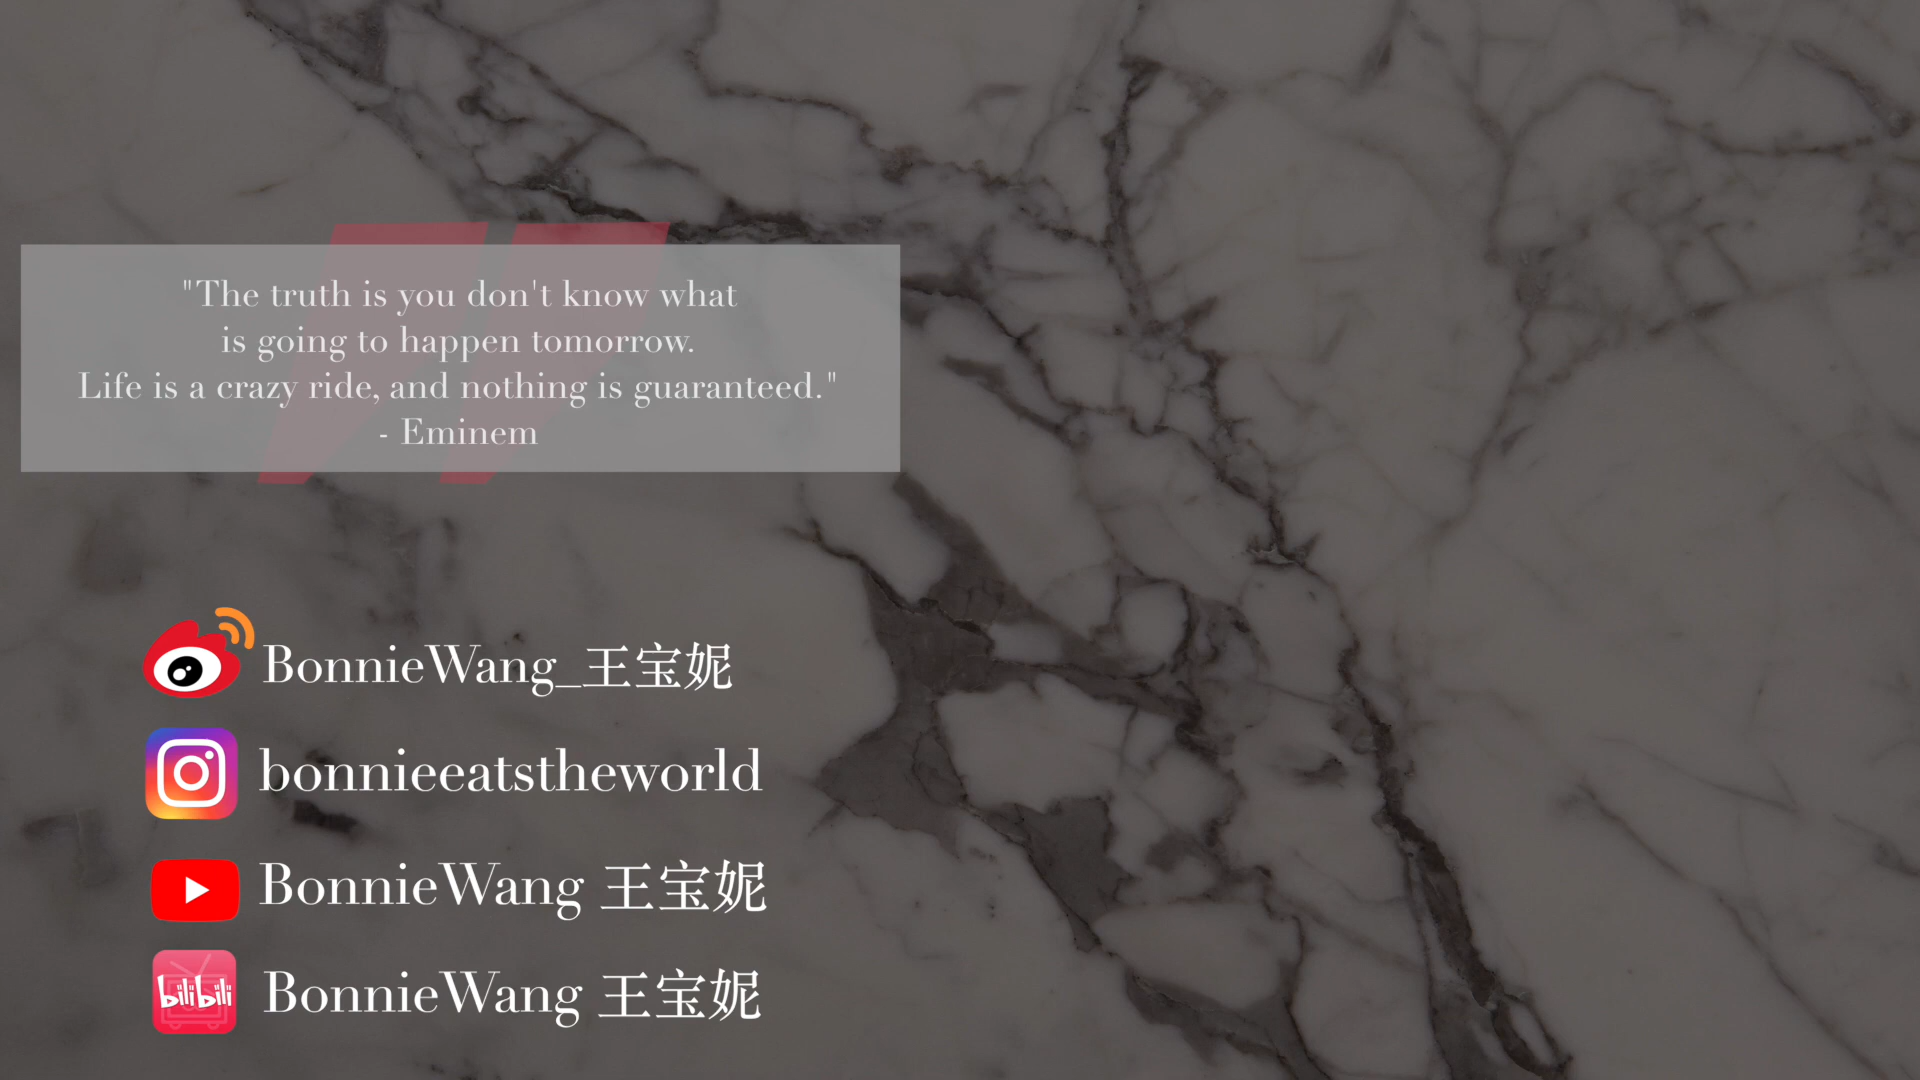 "The truth is you don't know what
is going to happen tomorrow.
Life is a crazy ride, and nothing is guaranteed."
- Eminem
BonnieWang_王宝妮
bonnieeatstheworld
BonnieWang 王宝妮
bilibili BonnieWang 王宝妮